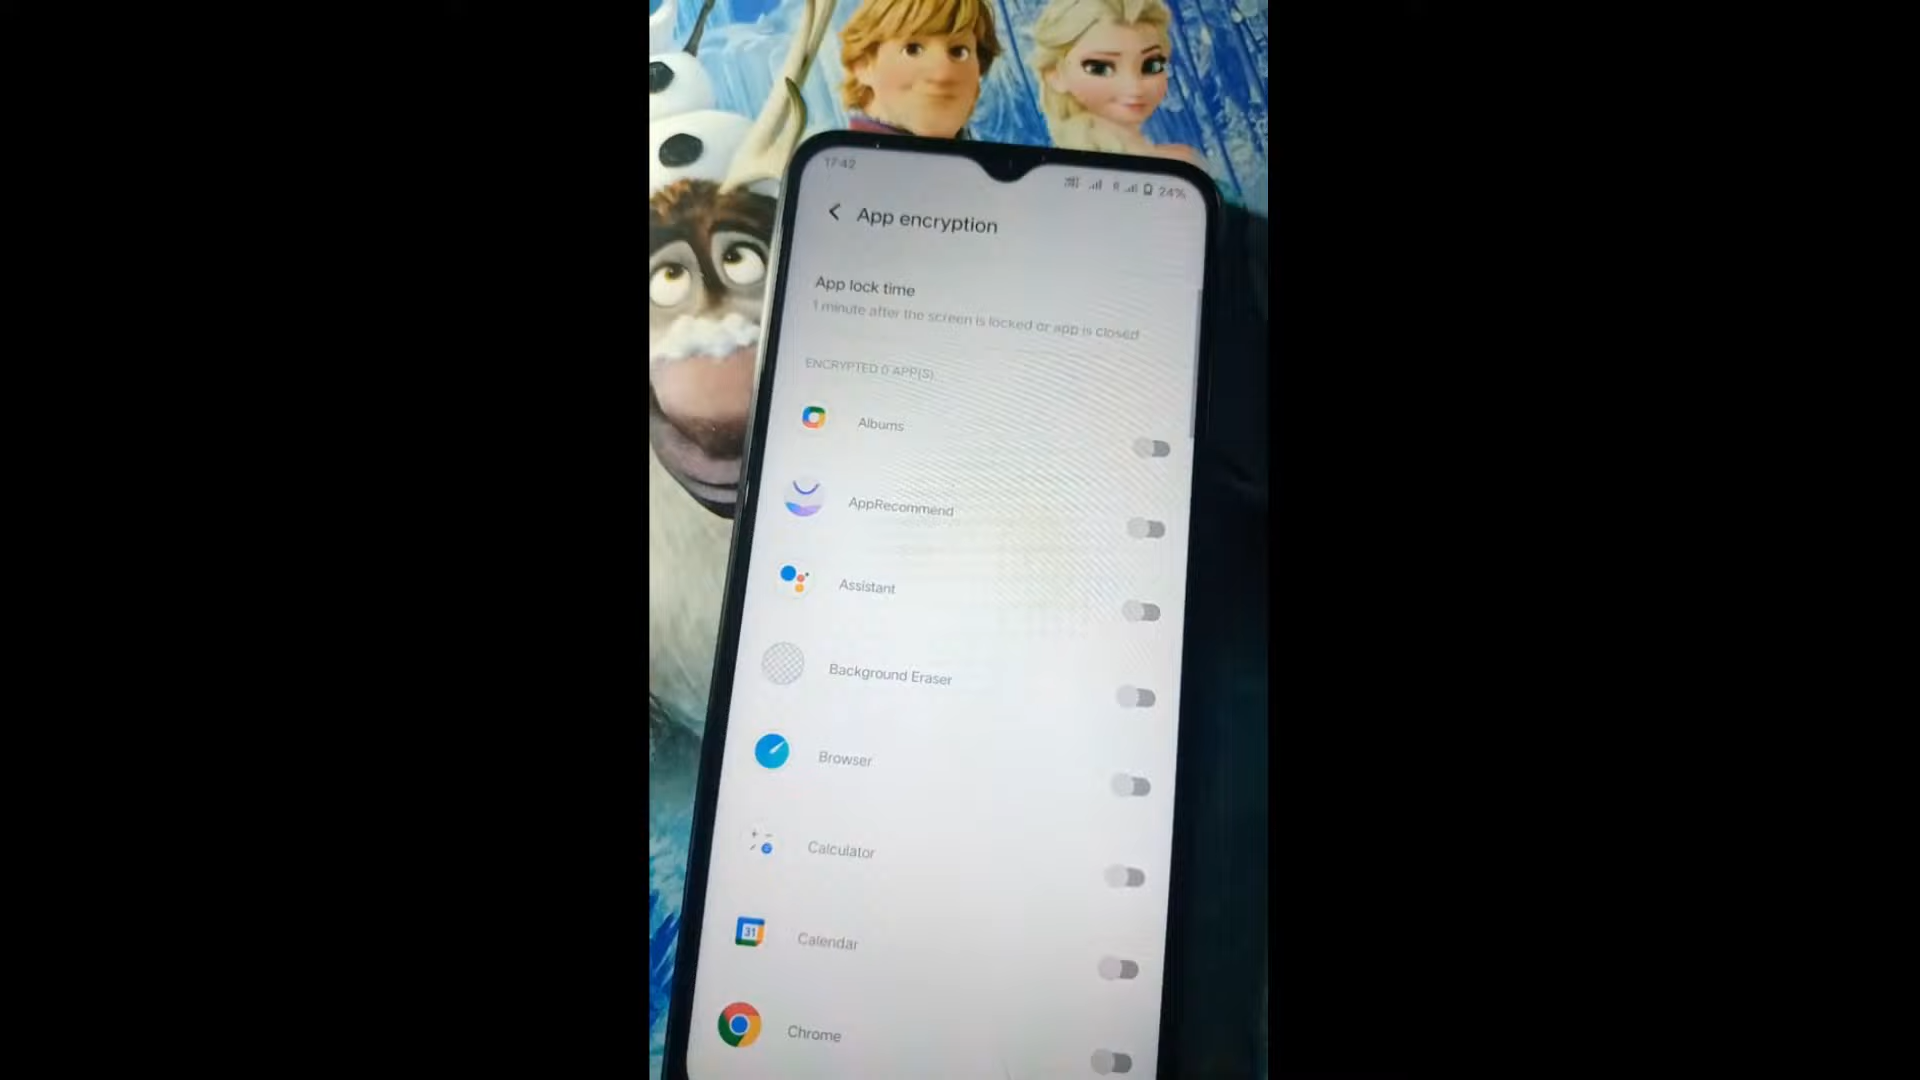 17:42
24%
App encryption
App lock time
1 minute after the screen is locked or app is closed
ENCRYPTED 0 APP(S)
Albums
AppRecommend
Assistant
Background Eraser
Browser
Calculator
31
Calendar
Chrome